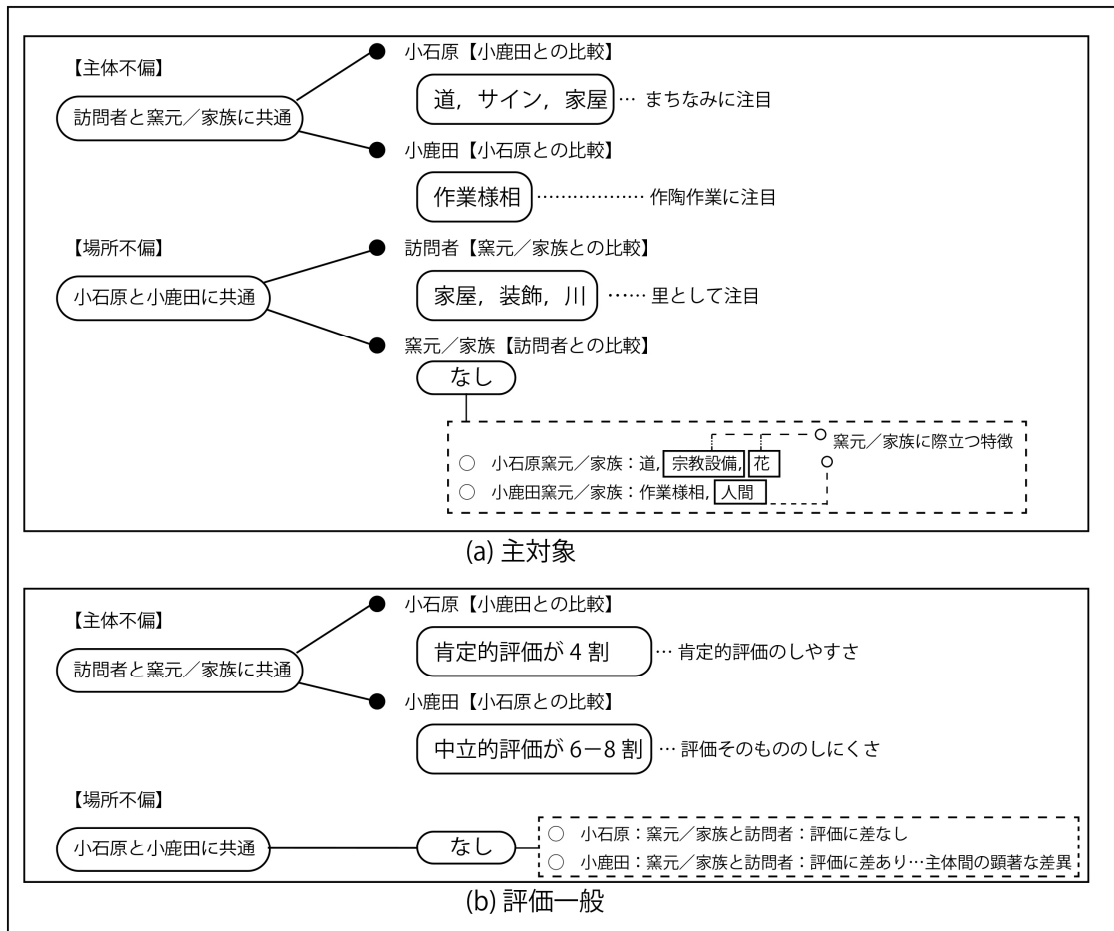 【主体不偏】
訪問者と窯元／家族に共通
小石原【小鹿田との比較】
道，サイン，家屋 … まちなみに注目
小鹿田【小石原との比較】
作業様相 ……………… 作陶作業に注目
【場所不偏】
小石原と小鹿田に共通
訪問者【窯元／家族との比較】
家屋，装飾，川 …… 里として注目
窯元／家族【訪問者との比較】
なし
窯元／家族に際立つ特徴
○ 小石原窯元／家族：道，宗教設備，花
○ 小鹿田窯元／家族：作業様相，人間
(a) 主対象
【主体不偏】
訪問者と窯元／家族に共通
小石原【小鹿田との比較】
肯定的評価が 4 割 … 肯定的評価のしやすさ
小鹿田【小石原との比較】
中立的評価が 6－8 割 … 評価そのもののしにくさ
【場所不偏】
小石原と小鹿田に共通
なし
○ 小石原：窯元／家族と訪問者：評価に差なし
○ 小鹿田：窯元／家族と訪問者：評価に差あり…主体間の顕著な差異
(b) 評価一般